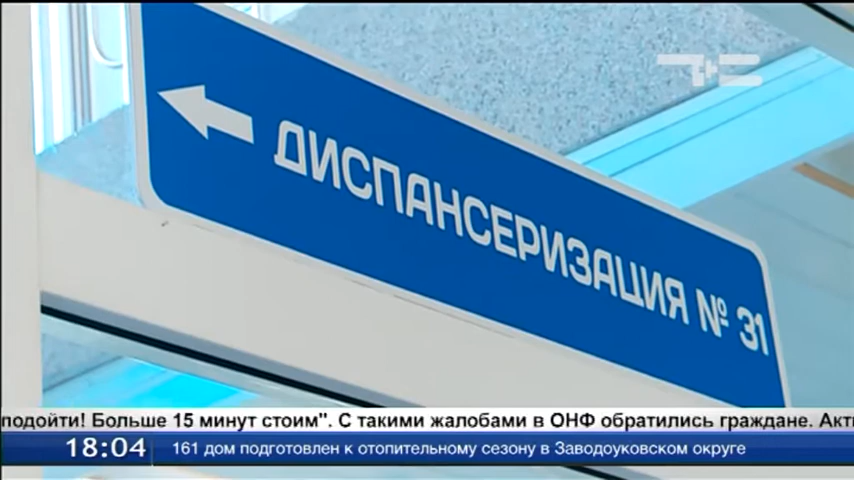 Т+В
ДИСПАНСЕРИЗАЦИЯ № 31
подойти! Больше 15 минут стоим". С такими жалобами в ОНФ обратились граждане. Акти
18:04 161 дом подготовлен к отопительному сезону в Заводоуковском округе